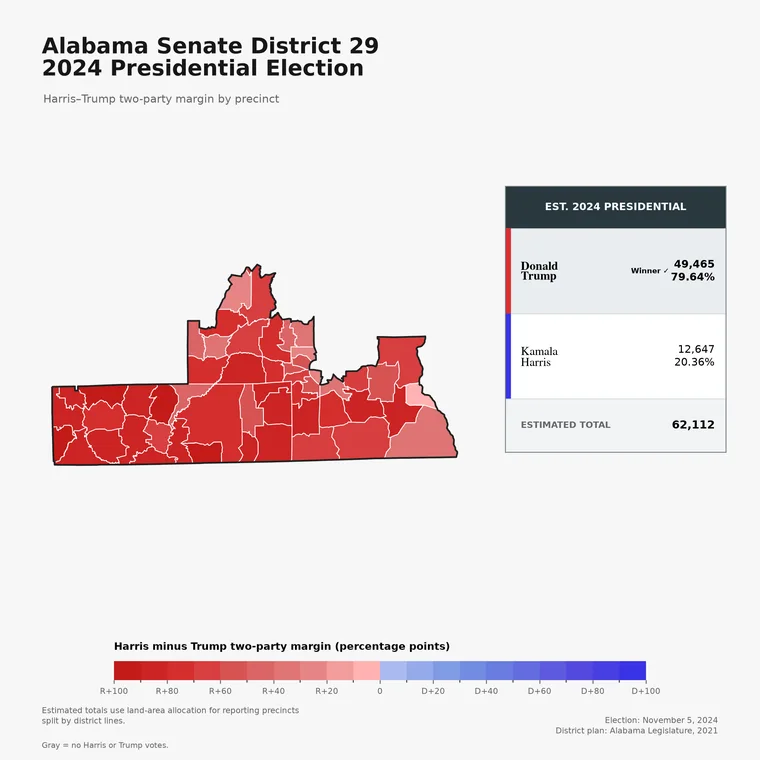 Alabama Senate District 29
2024 Presidential Election
Harris–Trump two-party margin by precinct
EST. 2024 PRESIDENTIAL
Donald
Trump
Winner ✓
49,465
79.64%
Kamala
Harris
12,647
20.36%
ESTIMATED TOTAL
62,112
Harris minus Trump two-party margin (percentage points)
R+100 R+80 R+60 R+40 R+20 0 D+20 D+40 D+60 D+80 D+100
Estimated totals use land-area allocation for reporting precincts
split by district lines.
Gray = no Harris or Trump votes.
Election: November 5, 2024
District plan: Alabama Legislature, 2021